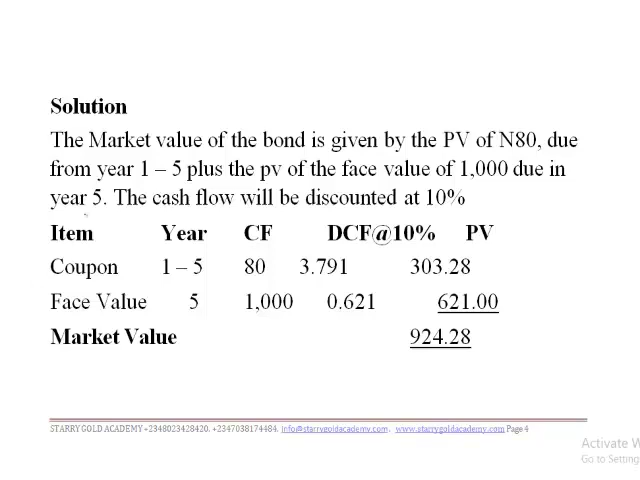 Solution
The Market value of the bond is given by the PV of N80, due
from year 1 – 5 plus the pv of the face value of 1,000 due in
year 5. The cash flow will be discounted at 10%
Item Year CF DCF@10% PV
Coupon 1 – 5 80 3.791 303.28
Face Value 5 1,000 0.621 621.00
Market Value 924.28
STARRY GOLD ACADEMY +2348023428420, +2347038174484, info@starrygoldacademy.com, www.starrygoldacademy.com Page 4
Activate W
Go to Setting